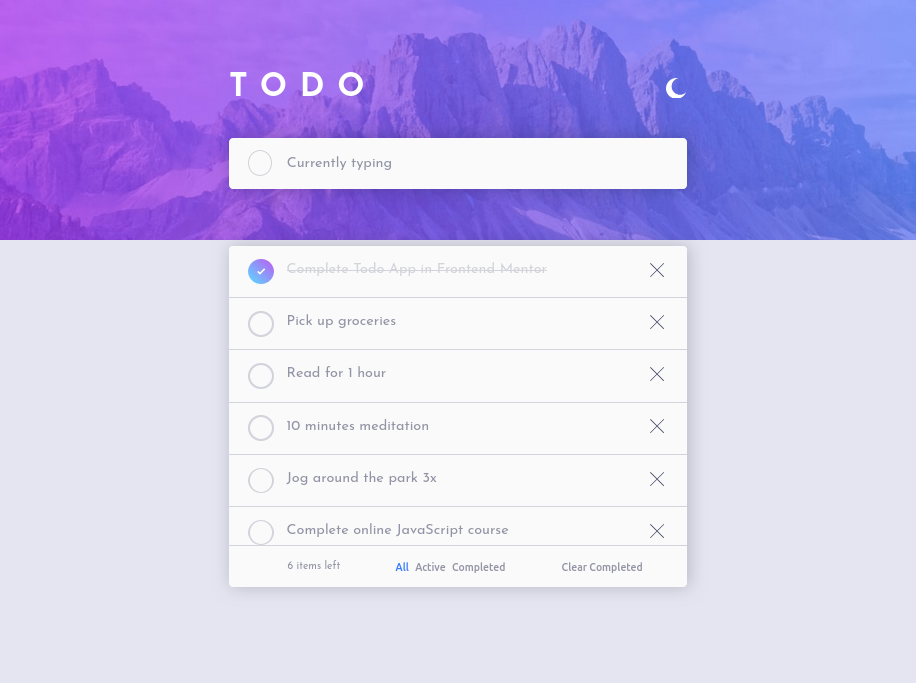 TODO
Currently typing
Complete Todo App in Frontend Mentor
Pick up groceries
Read for 1 hour
10 minutes meditation
Jog around the park 3x
Complete online JavaScript course
6 items left All Active Completed Clear Completed